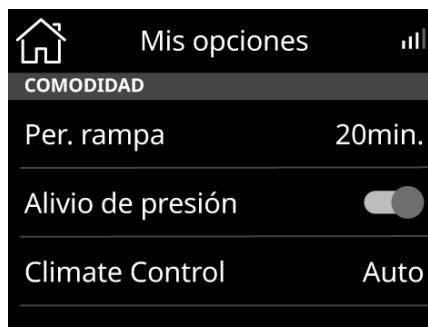 Mis opciones
COMODIDAD
Per. rampa 20min.
Alivio de presión
Climate Control Auto